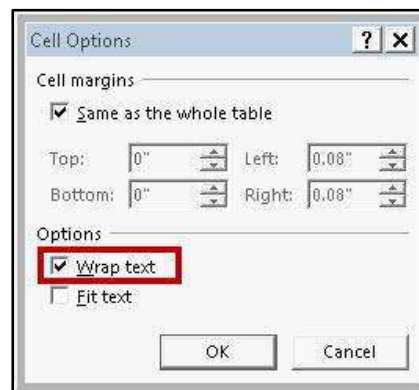 Cell Options ? X
Cell margins
Same as the whole table
Top: 0" Left: 0.08"
Bottom: 0" Right: 0.08"
Options
Wrap text
Fit text
OK Cancel